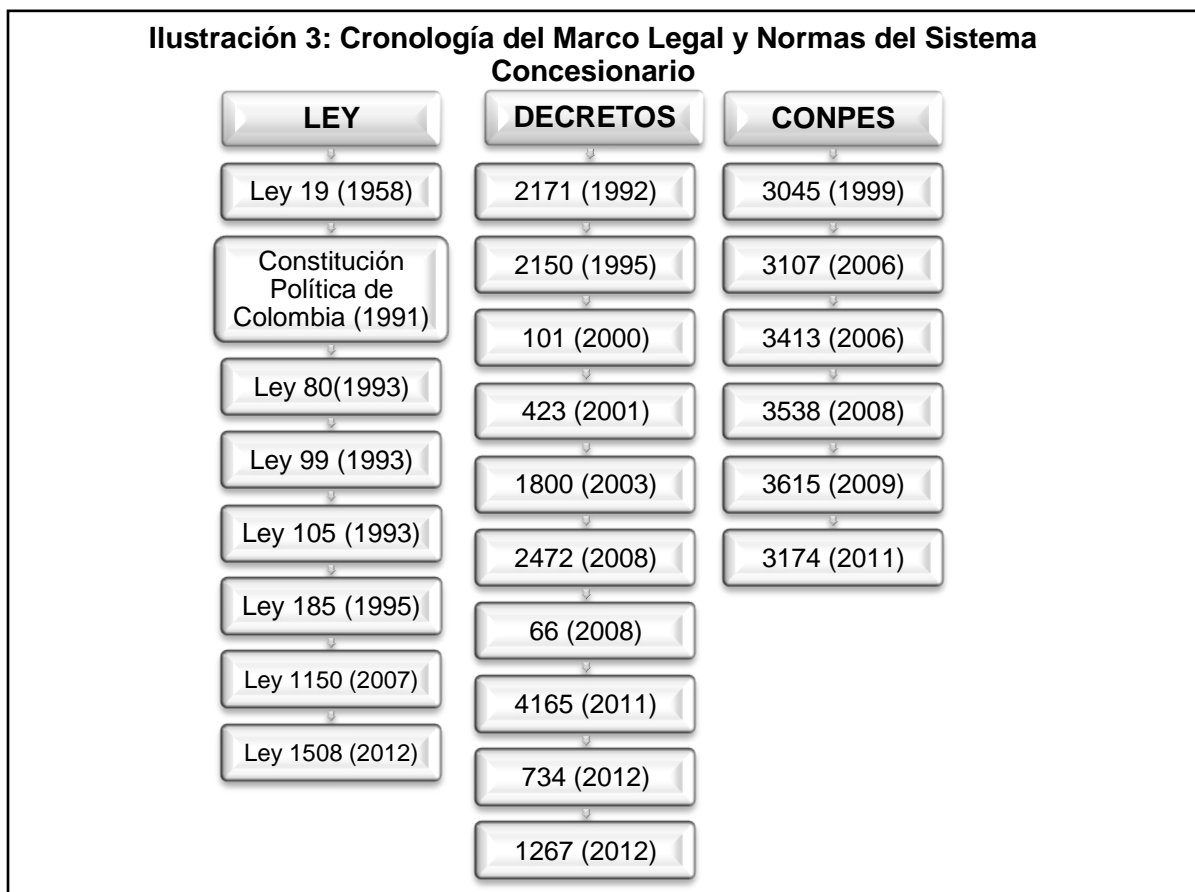 Ilustración 3: Cronología del Marco Legal y Normas del Sistema
Concesionario
LEY
Ley 19 (1958)
Constitución
Política de
Colombia (1991)
Ley 80(1993)
Ley 99 (1993)
Ley 105 (1993)
Ley 185 (1995)
Ley 1150 (2007)
Ley 1508 (2012)
DECRETOS
2171 (1992)
2150 (1995)
101 (2000)
423 (2001)
1800 (2003)
2472 (2008)
66 (2008)
4165 (2011)
734 (2012)
1267 (2012)
CONPES
3045 (1999)
3107 (2006)
3413 (2006)
3538 (2008)
3615 (2009)
3174 (2011)